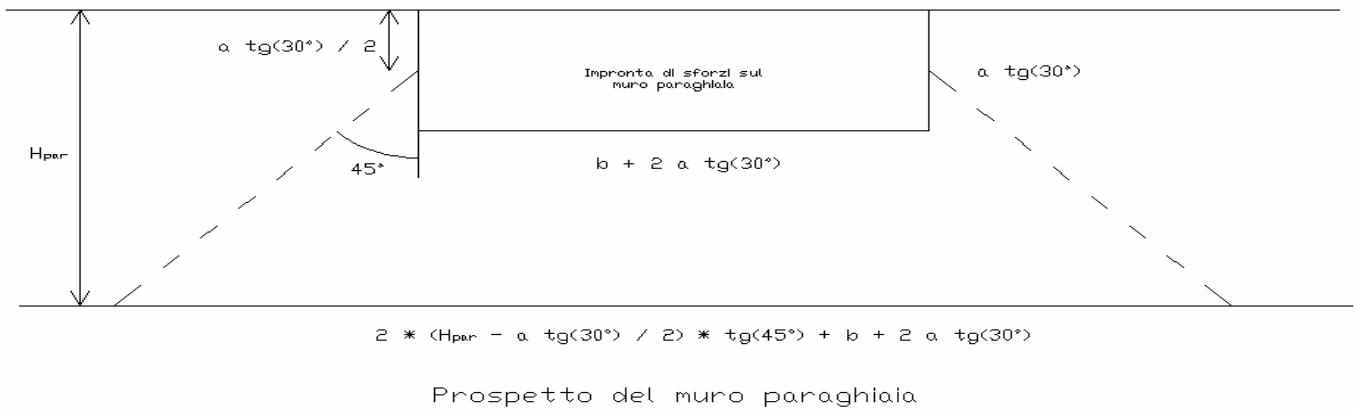 a tg(30°) / 2
Impronta di sforzi sul
muro paraghiaia
a tg(30°)
Hpar
45°
b + 2 a tg(30°)
2 * (Hpar - a tg(30°) / 2) * tg(45°) + b + 2 a tg(30°)
Prospetto del muro paraghiaia